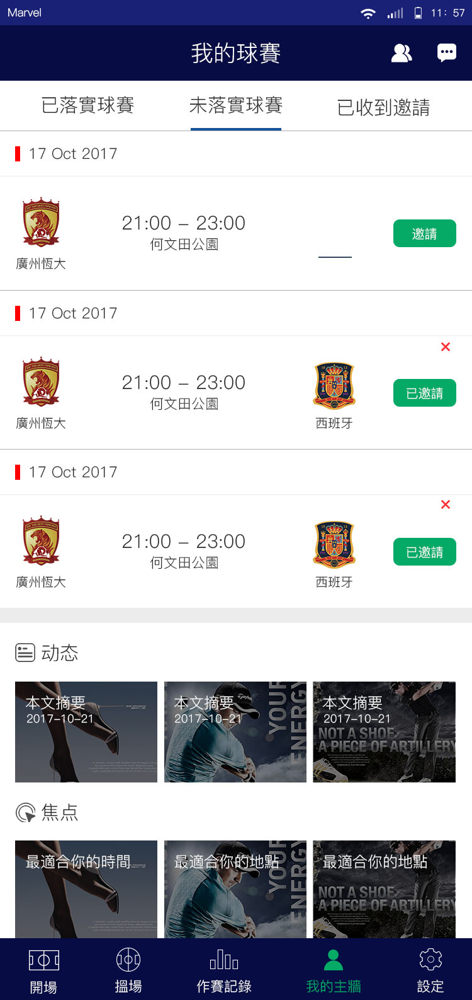 Marvel
11: 57
我的球賽
已落實球賽
未落實球賽
已收到邀請
17 Oct 2017
21:00 – 23:00
何文田公園
邀請
廣州恆大
17 Oct 2017
21:00 – 23:00
何文田公園
已邀請
廣州恆大
西班牙
17 Oct 2017
21:00 – 23:00
何文田公園
已邀請
廣州恆大
西班牙
动态
本文摘要
2017-10-21
本文摘要
2017-10-21
YOUR
ENERGY
本文摘要
2017-10-21
NOT A SHOE,
A PIECE OF ARTILLERY
焦点
最適合你的時間
最適合你的地點
YOUR
ENERGY
最適合你的地點
NOT A SHOE,
A PIECE OF ARTILLERY
開場
搵場
作賽記錄
我的主牆
設定